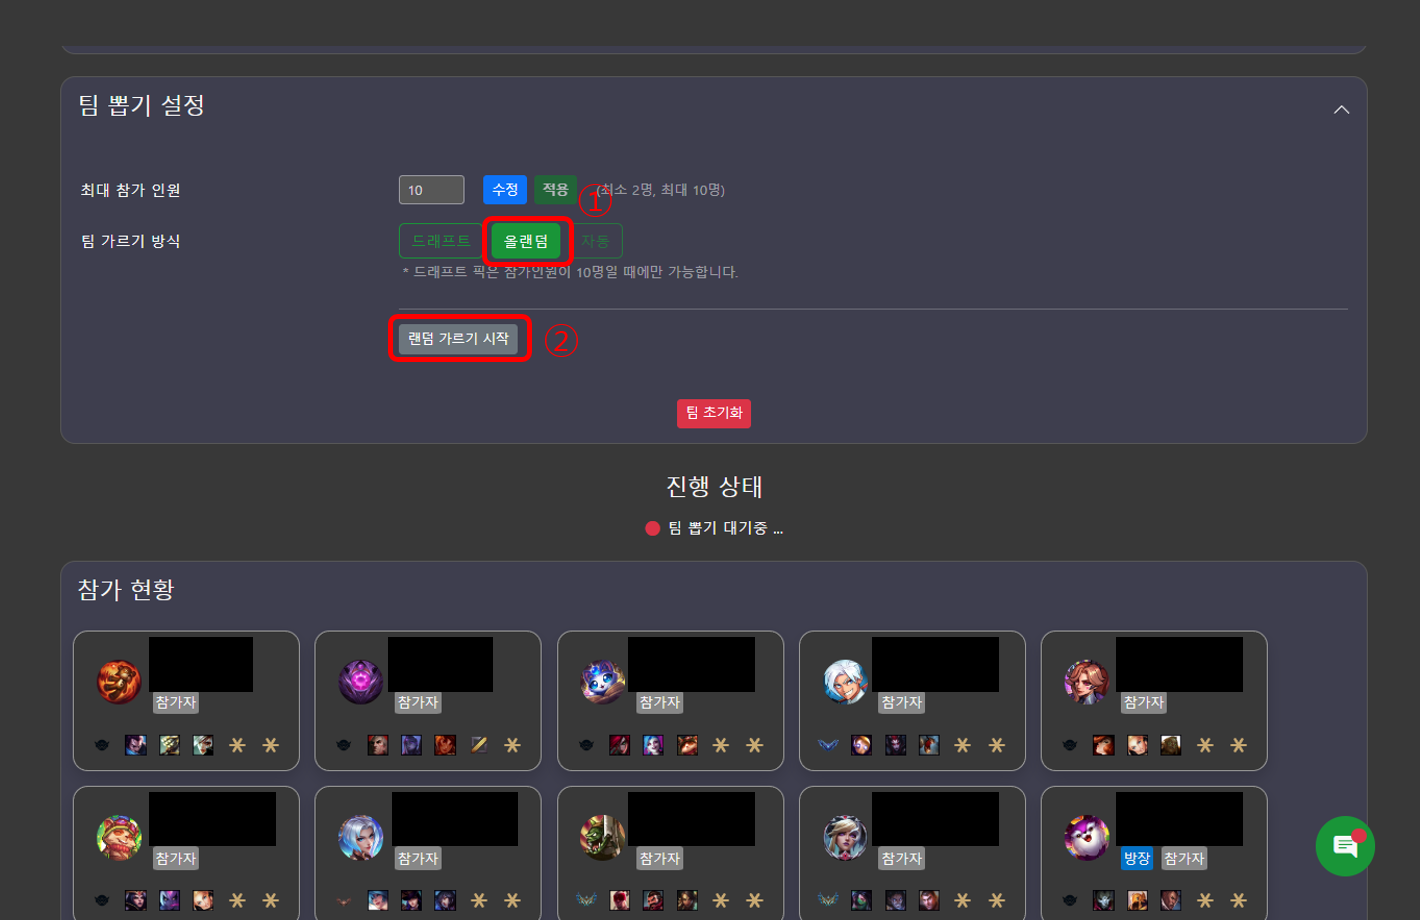 팀 뽑기 설정
최대 참가 인원 10 수정 적용 (최소 2명, 최대 10명)
①
팀 가르기 방식 드래프트 올랜덤 자동
* 드래프트 픽은 참가인원이 10명일 때에만 가능합니다.
랜덤 가르기 시작 ②
팀 초기화
진행 상태
팀 뽑기 대기중 ...
참가 현황
참가자 참가자 참가자 참가자 참가자
참가자 참가자 참가자 참가자 방장 참가자